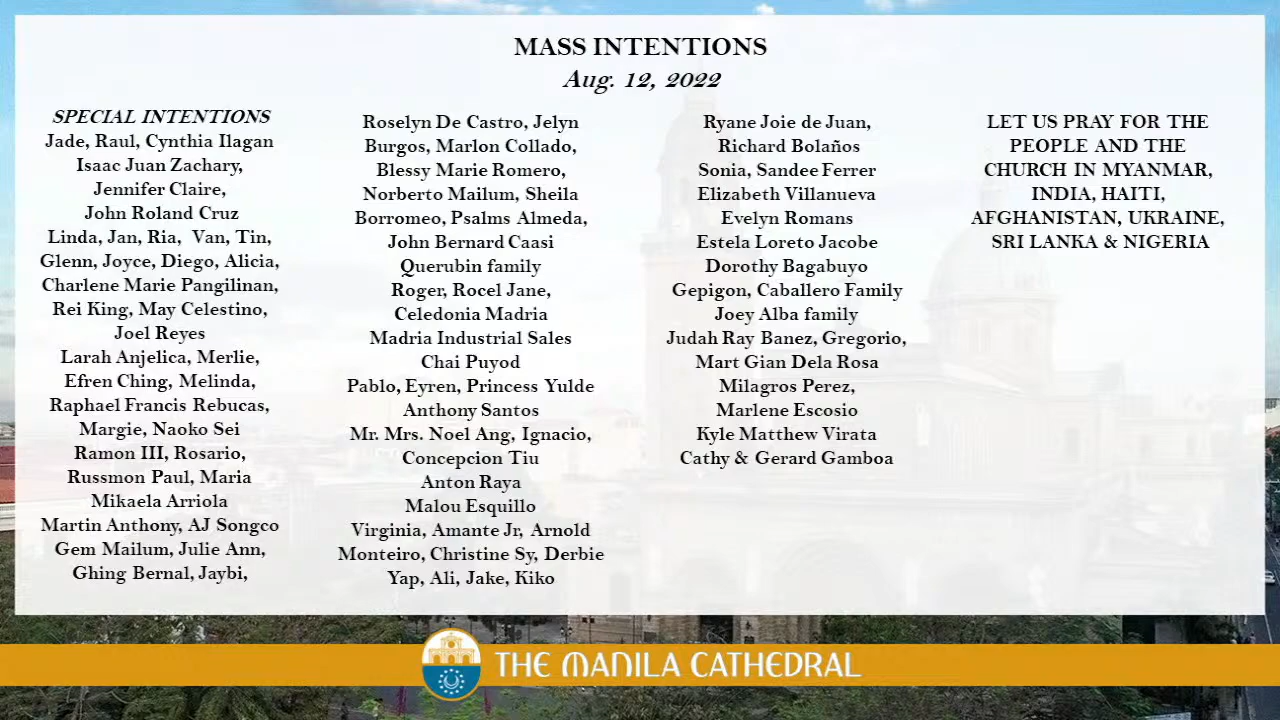 MASS INTENTIONS
Aug. 12, 2022
SPECIAL INTENTIONS
Jade, Raul, Cynthia Ilagan
Isaac Juan Zachary,
Jennifer Claire,
John Roland Cruz
Linda, Jan, Ria, Van, Tin,
Glenn, Joyce, Diego, Alicia,
Charlene Marie Pangilinan,
Rei King, May Celestino,
Joel Reyes
Larah Anjelica, Merlie,
Efren Ching, Melinda,
Raphael Francis Rebucas,
Margie, Naoko Sei
Ramon III, Rosario,
Russmon Paul, Maria
Mikaela Arriola
Martin Anthony, AJ Songco
Gem Mailum, Julie Ann,
Ghing Bernal, Jaybi,
Roselyn De Castro, Jelyn
Burgos, Marlon Collado,
Blessy Marie Romero,
Norberto Mailum, Sheila
Borromeo, Psalms Almeda,
John Bernard Caasi
Querubin family
Roger, Rocel Jane,
Celedonia Madria
Madria Industrial Sales
Chai Puyod
Pablo, Eyren, Princess Yulde
Anthony Santos
Mr. Mrs. Noel Ang, Ignacio,
Concepcion Tiu
Anton Raya
Malou Esquillo
Virginia, Amante Jr, Arnold
Monteiro, Christine Sy, Derbie
Yap, Ali, Jake, Kiko
Ryane Joie de Juan,
Richard Bolaños
Sonia, Sandee Ferrer
Elizabeth Villanueva
Evelyn Romans
Estela Loreto Jacobe
Dorothy Bagabuyo
Gepigon, Caballero Family
Joey Alba family
Judah Ray Banez, Gregorio,
Mart Gian Dela Rosa
Milagros Perez,
Marlene Escosio
Kyle Matthew Virata
Cathy & Gerard Gamboa
LET US PRAY FOR THE
PEOPLE AND THE
CHURCH IN MYANMAR,
INDIA, HAITI,
AFGHANISTAN, UKRAINE,
SRI LANKA & NIGERIA
THE MANILA CATHEDRAL